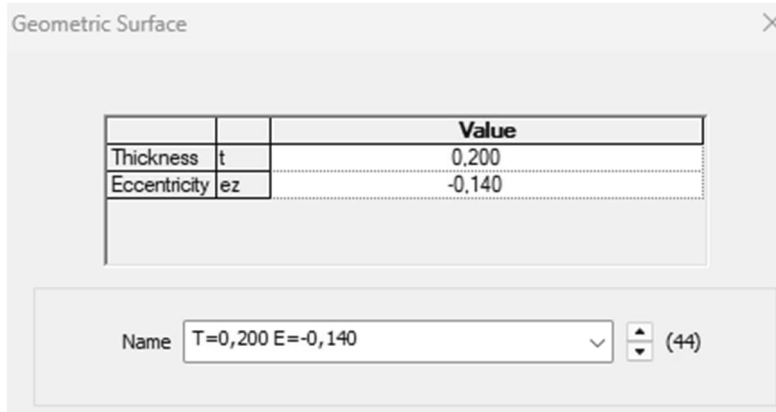 Geometric Surface
Value
Thickness t 0,200
Eccentricity ez -0,140
Name T=0,200 E=-0,140 (44)